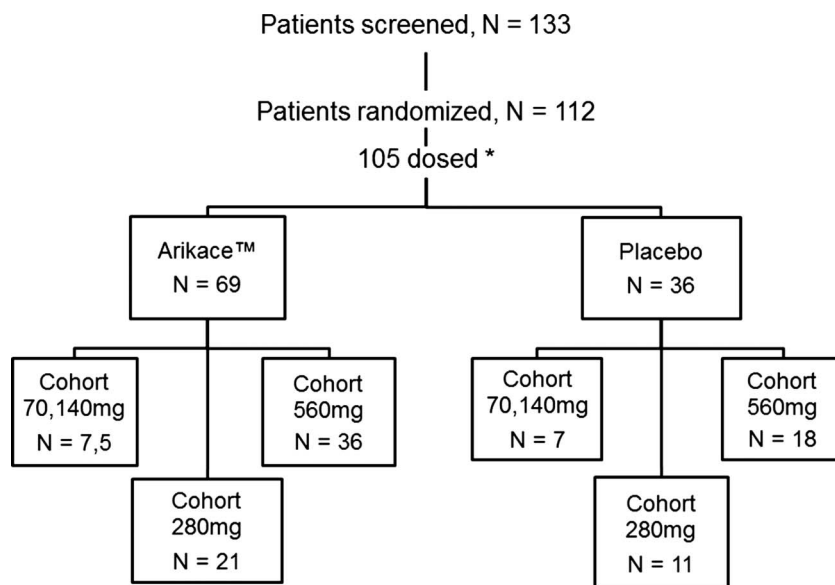 Patients screened, N = 133
Patients randomized, N = 112
105 dosed *
Arikace™
N = 69
Placebo
N = 36
Cohort
70,140mg
N = 7,5
Cohort
560mg
N = 36
Cohort
280mg
N = 21
Cohort
70,140mg
N = 7
Cohort
560mg
N = 18
Cohort
280mg
N = 11